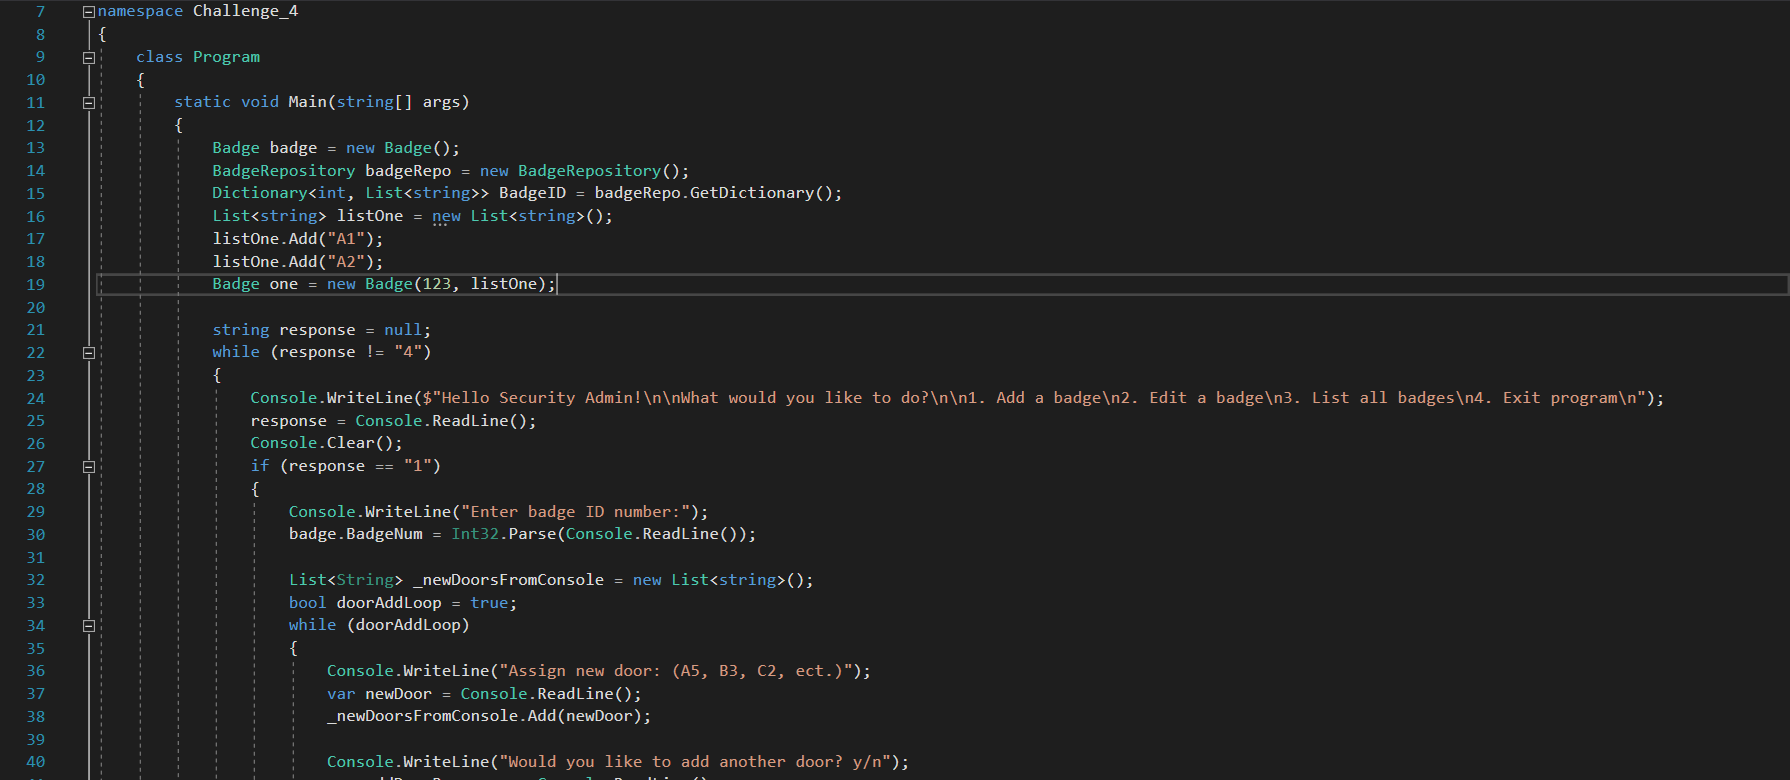 7 namespace Challenge_4
8 {
9 class Program
10 {
11 static void Main(string[] args)
12 {
13 Badge badge = new Badge();
14 BadgeRepository badgeRepo = new BadgeRepository();
15 Dictionary<int, List<string>> BadgeID = badgeRepo.GetDictionary();
16 List<string> listOne = new List<string>();
17 listOne.Add("A1");
18 listOne.Add("A2");
19 Badge one = new Badge(123, listOne);
20
21 string response = null;
22 while (response != "4")
23 {
24 Console.WriteLine($"Hello Security Admin!\n\nWhat would you like to do?\n\n1. Add a badge\n2. Edit a badge\n3. List all badges\n4. Exit program\n");
25 response = Console.ReadLine();
26 Console.Clear();
27 if (response == "1")
28 {
29 Console.WriteLine("Enter badge ID number:");
30 badge.BadgeNum = Int32.Parse(Console.ReadLine());
31
32 List<String> _newDoorsFromConsole = new List<string>();
33 bool doorAddLoop = true;
34 while (doorAddLoop)
35 {
36 Console.WriteLine("Assign new door: (A5, B3, C2, ect.)");
37 var newDoor = Console.ReadLine();
38 _newDoorsFromConsole.Add(newDoor);
39
40 Console.WriteLine("Would you like to add another door? y/n");